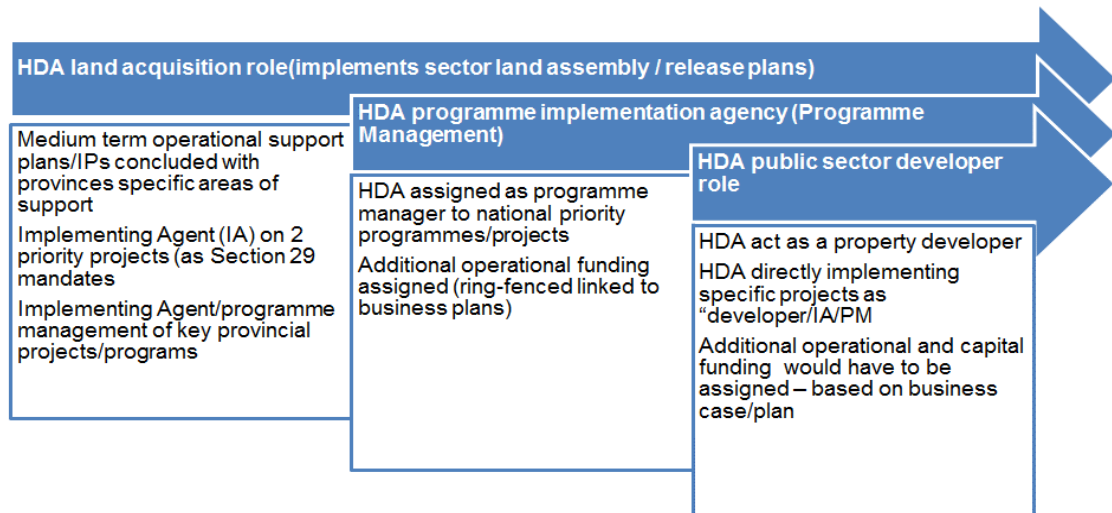 HDA land acquisition role(implements sector land assembly / release plans)
Medium term operational support
plans/IPs concluded with
provinces specific areas of
support
Implementing Agent (IA) on 2
priority projects (as Section 29
mandates
Implementing Agent/programme
management of key provincial
projects/programs
HDA programme implementation agency (Programme
Management)
HDA assigned as programme
manager to national priority
programmes/projects
Additional operational funding
assigned (ring-fenced linked to
business plans)
HDA public sector developer
role
HDA act as a property developer
HDA directly implementing
specific projects as
“developer/IA/PM
Additional operational and capital
funding would have to be
assigned – based on business
case/plan